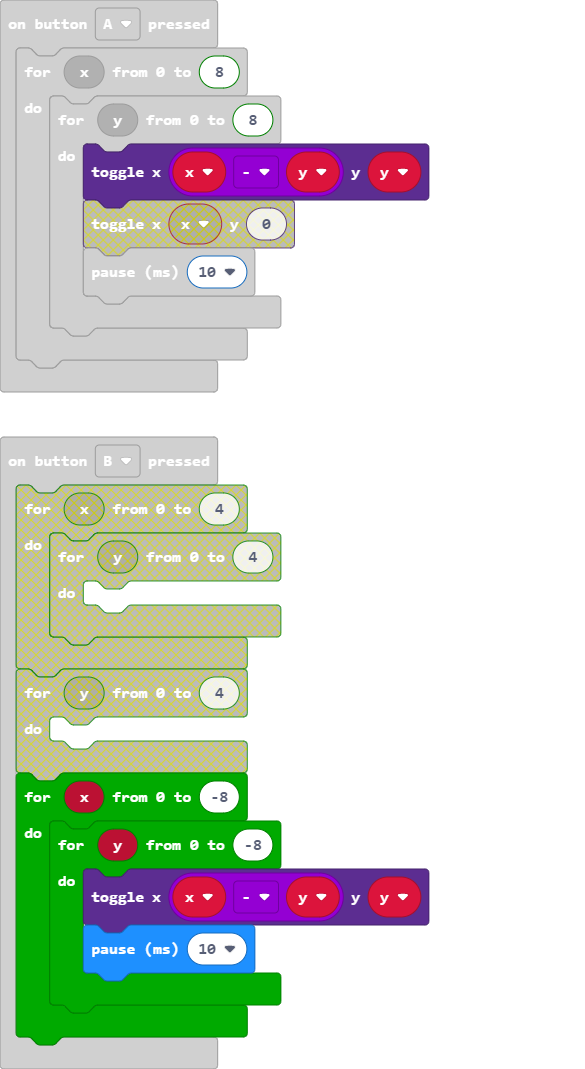 on button A pressed
for x from 0 to 8
do
for y from 0 to 8
do
toggle x x - y y y
toggle x x y 0
pause (ms) 10
on button B pressed
for x from 0 to 4
do
for y from 0 to 4
do
for y from 0 to 4
do
for x from 0 to -8
do
for y from 0 to -8
do
toggle x x - y y y
pause (ms) 10